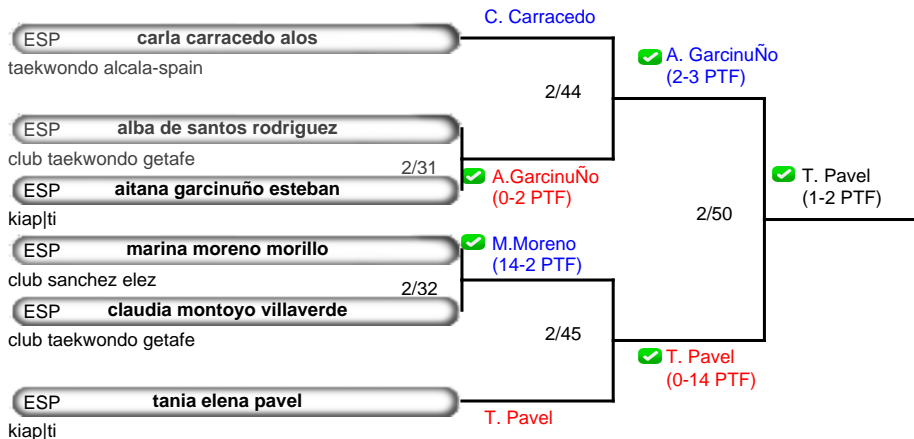 C. Carracedo
ESP carla carracedo alos
taekwondo alcala-spain
A. GarcinuÑo
(2-3 PTF)
2/44
ESP alba de santos rodriguez
club taekwondo getafe
2/31
ESP aitana garcinuño esteban
kiap|ti
A.GarcinuÑo
(0-2 PTF)
T. Pavel
(1-2 PTF)
2/50
ESP marina moreno morillo
club sanchez elez
M.Moreno
(14-2 PTF)
2/32
ESP claudia montoyo villaverde
club taekwondo getafe
2/45
T. Pavel
(0-14 PTF)
ESP tania elena pavel
kiap|ti
T. Pavel